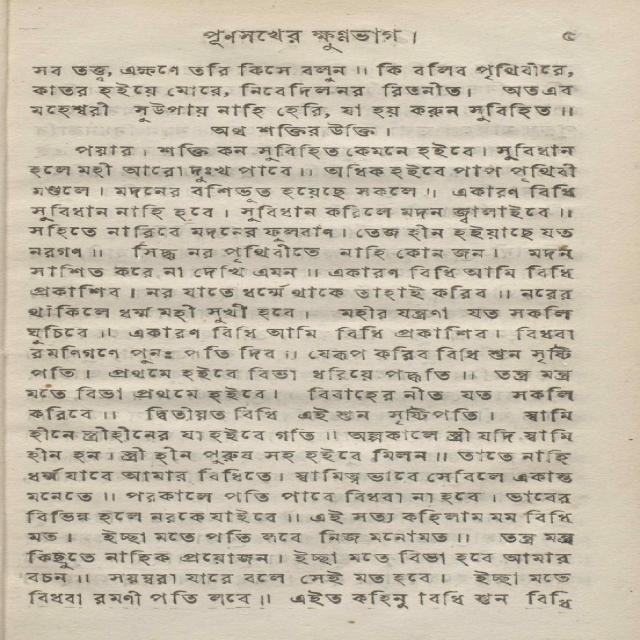 পূণসখের ক্ষুণ্ণভাগ। ৫
সব তত্ত্ব, এক্ষণে তরি কিসে বলুন॥ কি বলিব পৃথিবীরে,
কাতর হইয়ে মোরে, নিবেদিলনর রিতনীত। অতএব
মহেশ্বরী সুউপায় নাহি হেরি, যা হয় করুন সুবিহিত॥
অথ শক্তির উক্তি।
পয়ার। শক্তি কন সুবিহিত কেমনে হইবে। সুবিধান
হলে মহী আরো দুঃখ পাবে॥ অধিক হইবে পাপ পৃথিবী
মণ্ডলে। মদনের বশিভূত হয়েছে সকলে॥ একারণ বিধি
সুবিধান নাহি হবে। সুবিধান করিলে মদন জ্বালাইবে॥
সহিতে নারিবে মদনের ফুলবাণ। তেজ হীন হইয়াছে যত
নরগণ॥ সিদ্ধ নর পৃথিবীতে নাহি কোন জন। মদন
সাশিত করে না দেখি এমন॥ একারণ বিধি আমি বিধি
প্রকাশিব। নর যাতে ধর্ম্মে থাকে তাহাই করিব॥ নরের
থাকিলে ধর্ম্ম মহী সুখী হবে। মহীর যন্ত্রণা যত সকলি
ঘুচিবে॥ একারণ বিধি আমি বিধি প্রকাশিব। বিধবা
রমণিগণে পুনঃ পতি দিব॥ যেরূপ করিব বিধি শুন সৃষ্টি
পতি। প্রথমে হইবে বিভা ধরিয়ে পদ্ধতি॥ তন্ত্র মন্ত্র
মতে বিভা প্রথমে হইবে। বিবাহের নীত যত সকলি
করিবে॥ দ্বিতীয়ত বিধি এই শুন সৃষ্টিপতি। স্বামি
হীনে স্ত্রীহীনের যা হইবে গতি॥ অল্পকালে স্ত্রী যদি স্বামি
হীন হন। স্ত্রী হীন পুরুষ সহ হইবে মিলন॥ তাতে নাহি
ধর্ম্ম যাবে আমার বিধিতে। স্বামিত্ব ভাবে সেবিলে একান্ত
মনেতে॥ পরকালে পতি পাবে বিধবা না হবে। ভাবের
বিভিন্ন হলে নরকে যাইবে॥ এই সত্য কহিলাম মম বিধি
মত। ইচ্ছা মতে পতি লবে নিজ মনোমত॥ তন্ত্র মন্ত্র
কিছুতে নাহিক প্রয়োজন। ইচ্ছা মতে বিভা হবে আমার
বচন॥ সয়ম্বরা যারে বলে সেই মত হবে। ইচ্ছা মতে
বিধবা রমণী পতি লবে॥ এইত কহিনু বিধি শুন বিধি